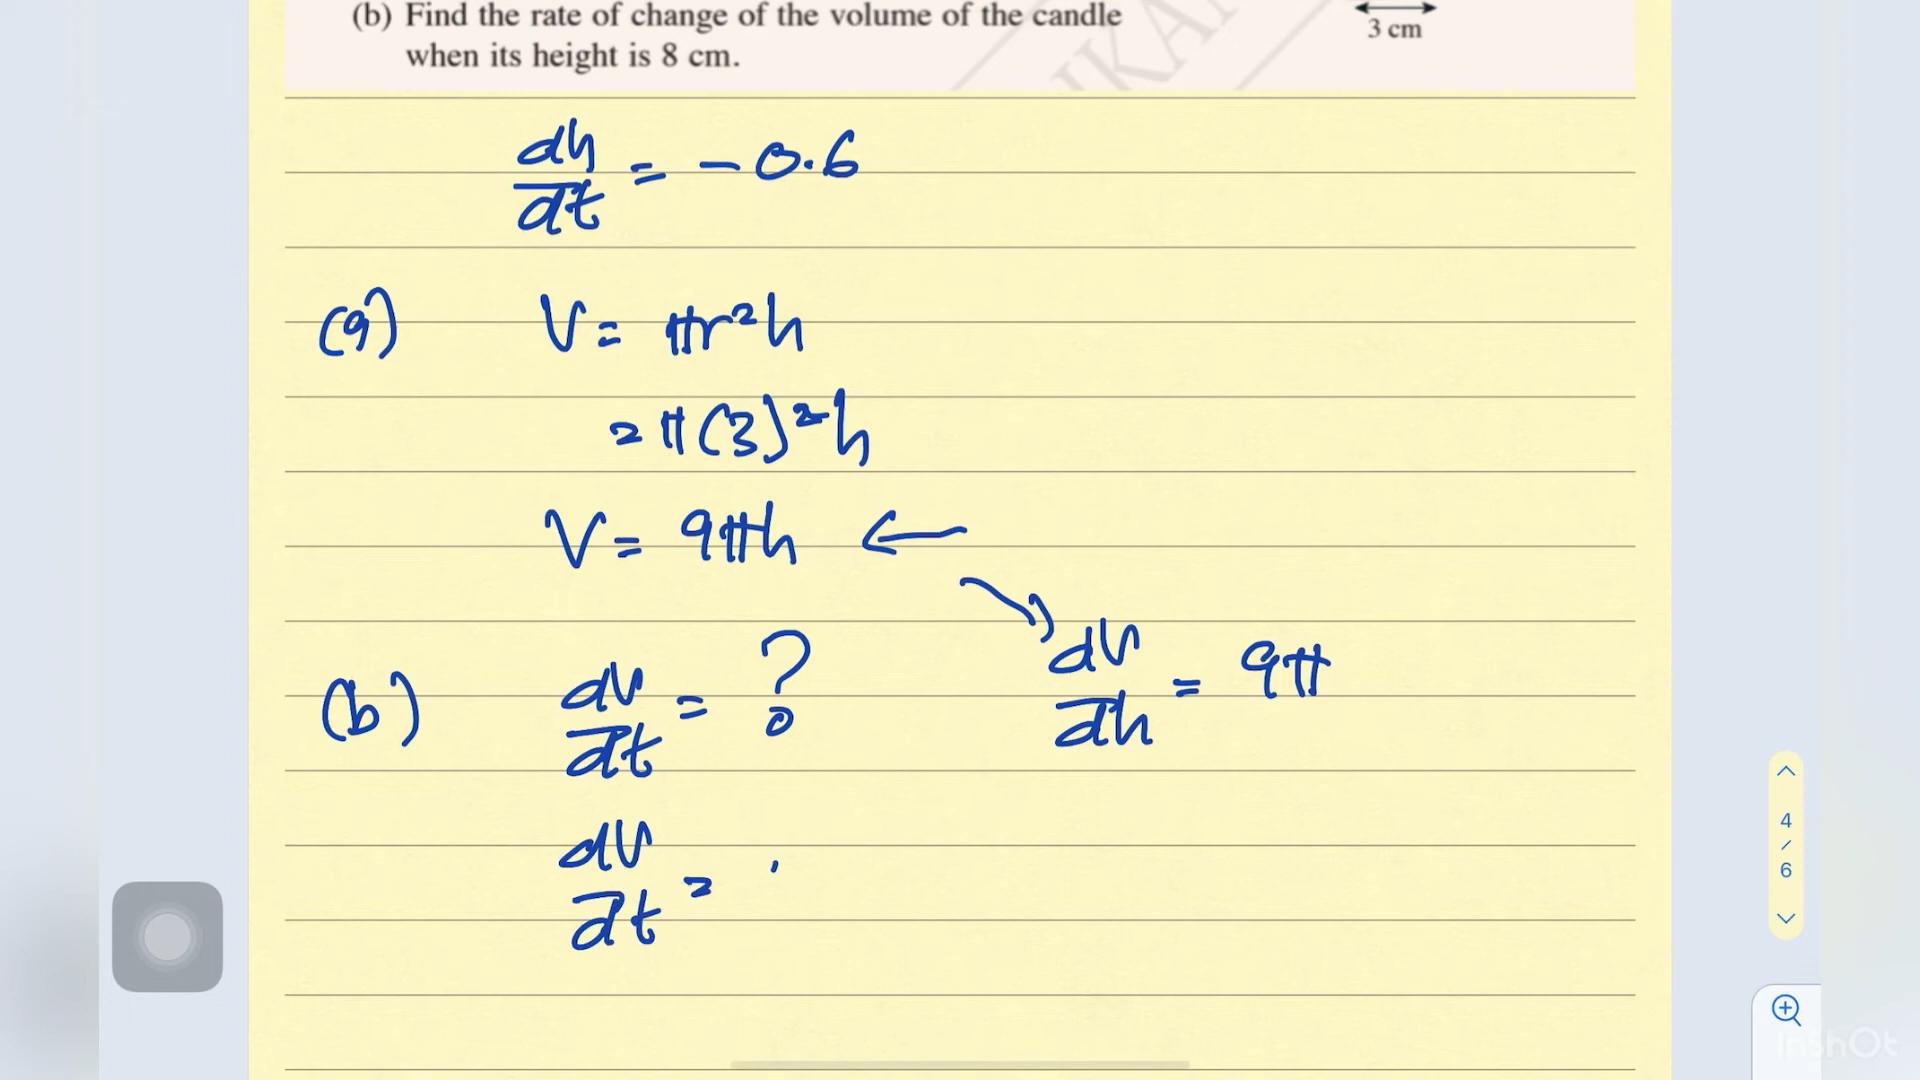 (b) Find the rate of change of the volume of the candle
when its height is 8 cm.
3 cm
dh/dt = -0.6
(a) V = πr²h
= π(3)²h
V = 9πh ←
(b) dV/dt = ?
dV/dh = 9π
dV/dt =
4
/
6
InShOt